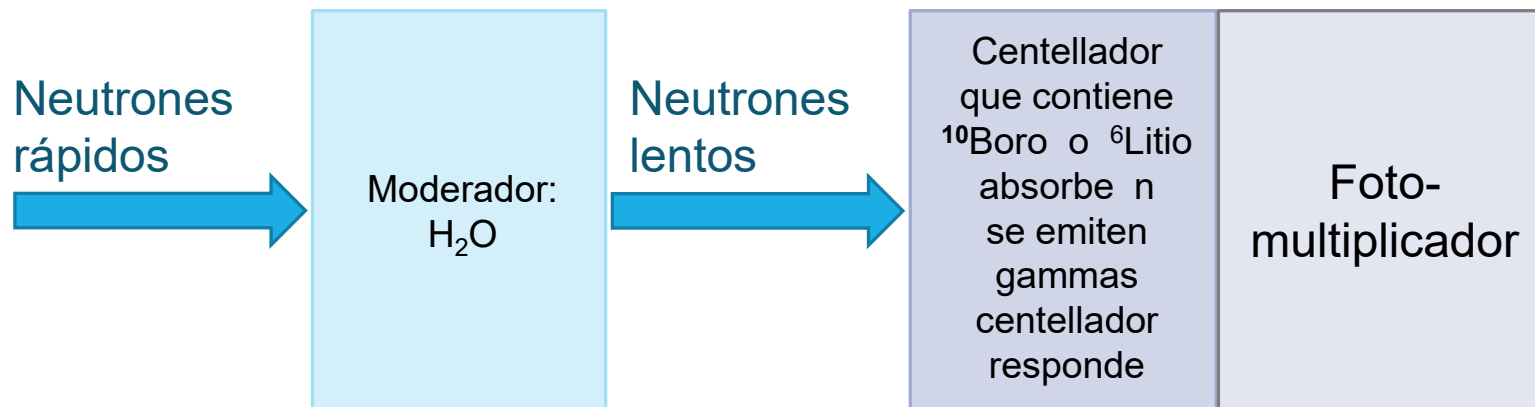 Neutrones
rápidos
Moderador:
H₂O
Neutrones
lentos
Centellador
que contiene
¹⁰Boro o ⁶Litio
absorbe n
se emiten
gammas
centellador
responde
Foto-
multiplicador